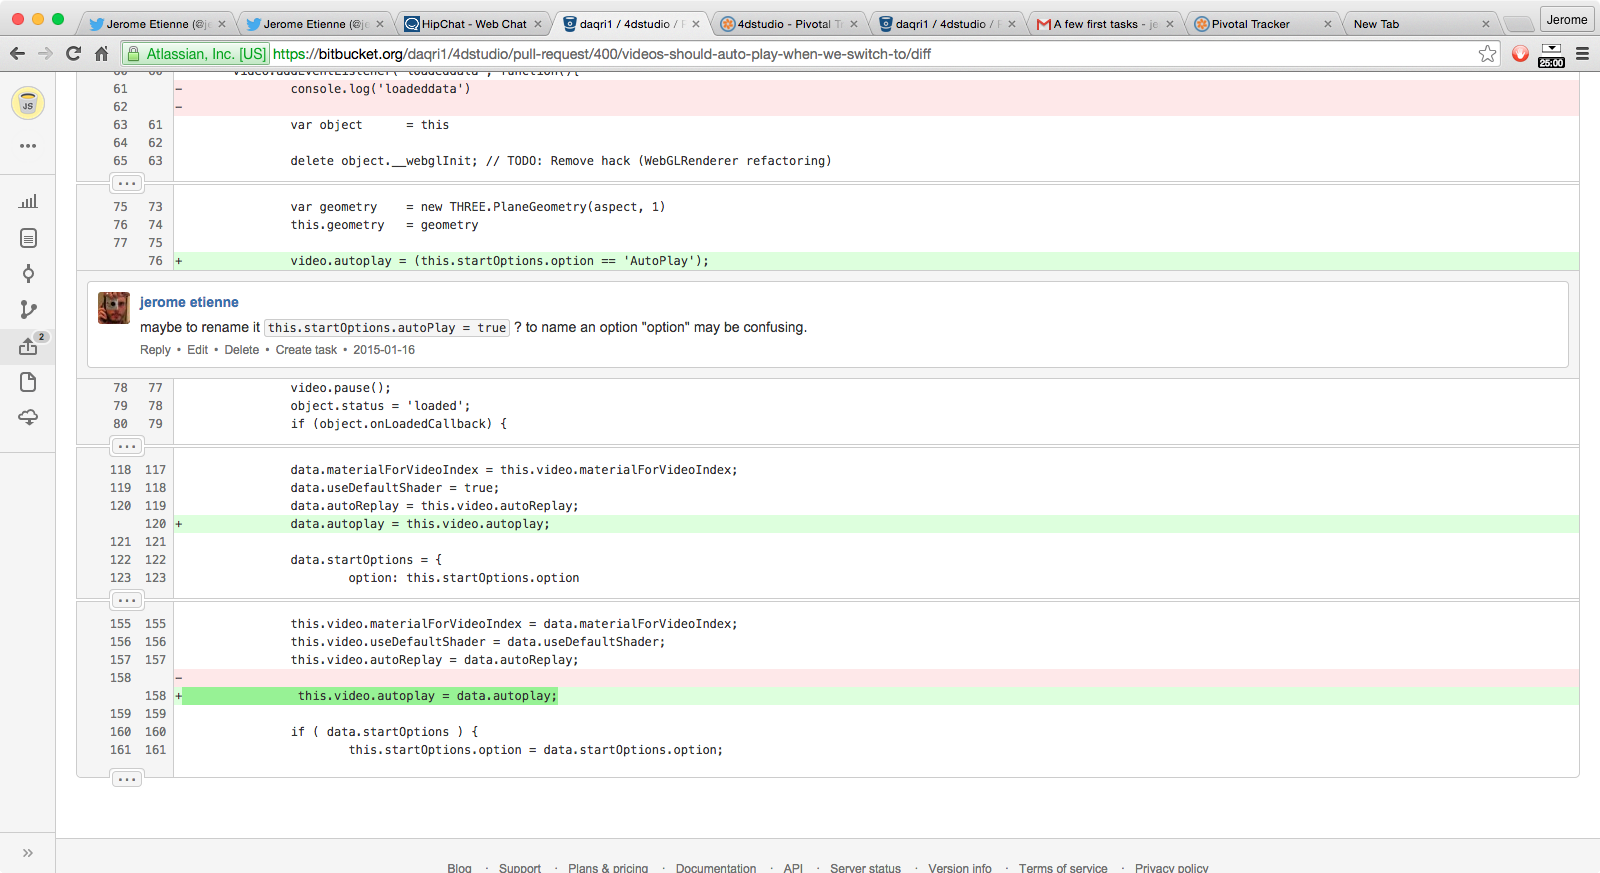 Jerome Etienne (@je
Jerome Etienne (@je
HipChat - Web Chat
daqri1 / 4dstudio / P
4dstudio - Pivotal Tr
daqri1 / 4dstudio / P
A few first tasks - je
Pivotal Tracker
New Tab
Jerome
Atlassian, Inc. [US] https://bitbucket.org/daqri1/4dstudio/pull-request/400/videos-should-auto-play-when-we-switch-to/diff
25:00
JS
2
60 60 video.addEventListener('loadeddata', function(){
61 - console.log('loadeddata')
62 -
63 61 var object = this
64 62
65 63 delete object.__webglInit; // TODO: Remove hack (WebGLRenderer refactoring)
...
75 73 var geometry = new THREE.PlaneGeometry(aspect, 1)
76 74 this.geometry = geometry
77 75
76 + video.autoplay = (this.startOptions.option == 'AutoPlay');
jerome etienne
maybe to rename it this.startOptions.autoPlay = true ? to name an option "option" may be confusing.
Reply • Edit • Delete • Create task • 2015-01-16
78 77 video.pause();
79 78 object.status = 'loaded';
80 79 if (object.onLoadedCallback) {
...
118 117 data.materialForVideoIndex = this.video.materialForVideoIndex;
119 118 data.useDefaultShader = true;
120 119 data.autoReplay = this.video.autoReplay;
120 + data.autoplay = this.video.autoplay;
121 121
122 122 data.startOptions = {
123 123 option: this.startOptions.option
...
155 155 this.video.materialForVideoIndex = data.materialForVideoIndex;
156 156 this.video.useDefaultShader = data.useDefaultShader;
157 157 this.video.autoReplay = data.autoReplay;
158 -
158 + this.video.autoplay = data.autoplay;
159 159
160 160 if ( data.startOptions ) {
161 161 this.startOptions.option = data.startOptions.option;
...
Blog · Support · Plans & pricing · Documentation · API · Server status · Version info · Terms of service · Privacy policy